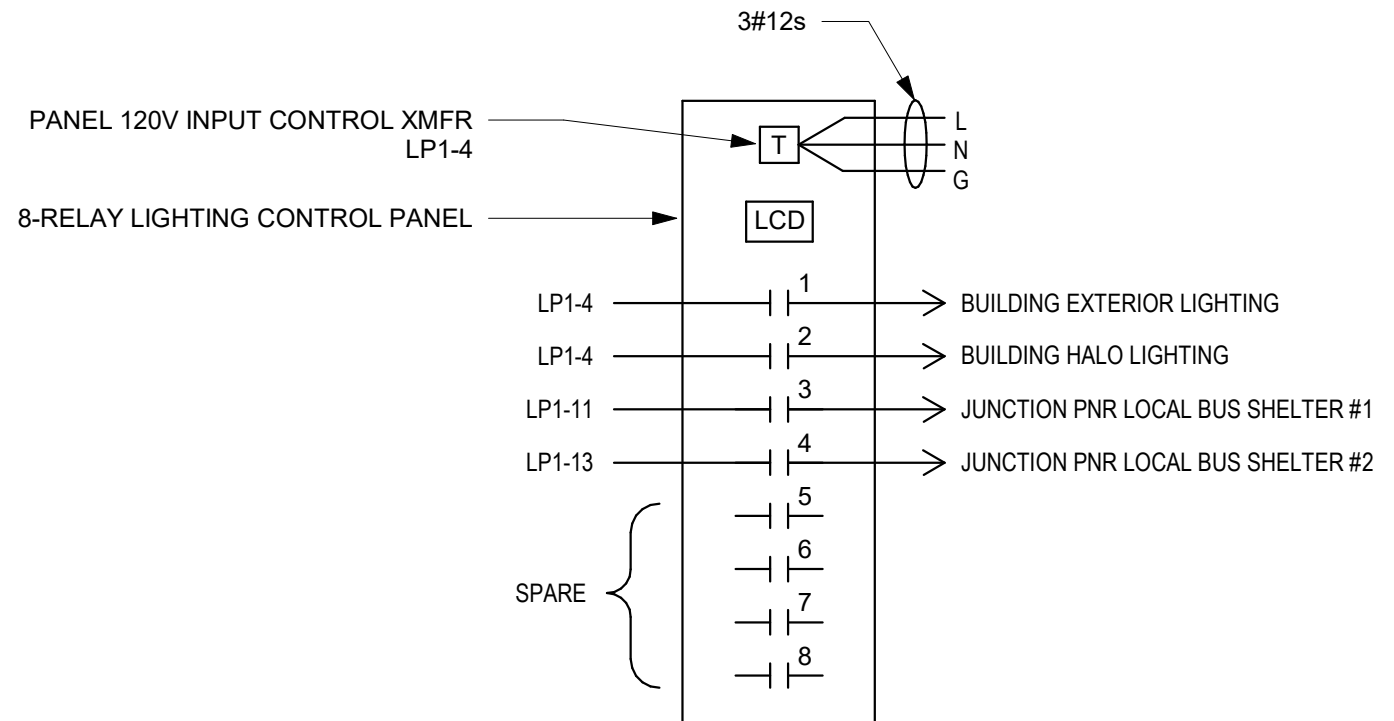 3#12s
PANEL 120V INPUT CONTROL XMFR
LP1-4
T
L
N
G
8-RELAY LIGHTING CONTROL PANEL
LCD
LP1-4 1 BUILDING EXTERIOR LIGHTING
LP1-4 2 BUILDING HALO LIGHTING
LP1-11 3 JUNCTION PNR LOCAL BUS SHELTER #1
LP1-13 4 JUNCTION PNR LOCAL BUS SHELTER #2
5
6
SPARE
7
8